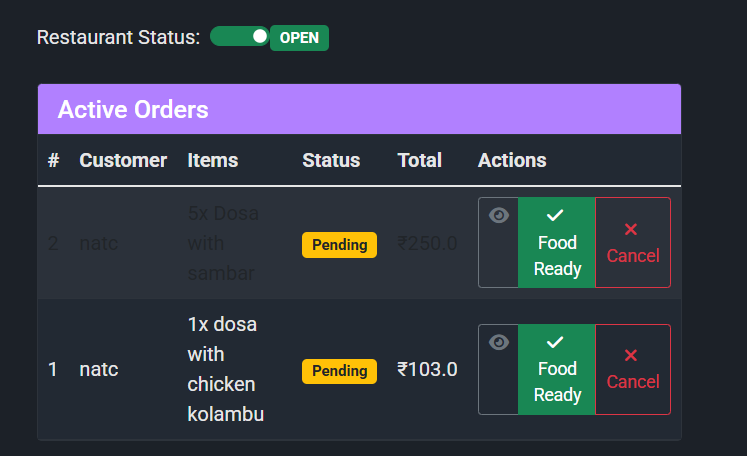 Restaurant Status: OPEN
Active Orders
# Customer Items Status Total Actions
2 natc 5x Dosa with sambar Pending ₹250.0 Food Ready Cancel
1 natc 1x dosa with chicken kolambu Pending ₹103.0 Food Ready Cancel